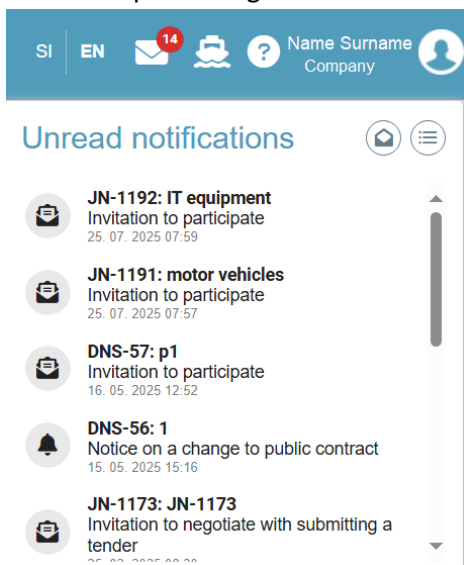 SI EN 14 ? Name Surname
Company
Unread notifications
JN-1192: IT equipment
Invitation to participate
25. 07. 2025 07:59
JN-1191: motor vehicles
Invitation to participate
25. 07. 2025 07:57
DNS-57: p1
Invitation to participate
16. 05. 2025 12:52
DNS-56: 1
Notice on a change to public contract
15. 05. 2025 15:16
JN-1173: JN-1173
Invitation to negotiate with submitting a
tender